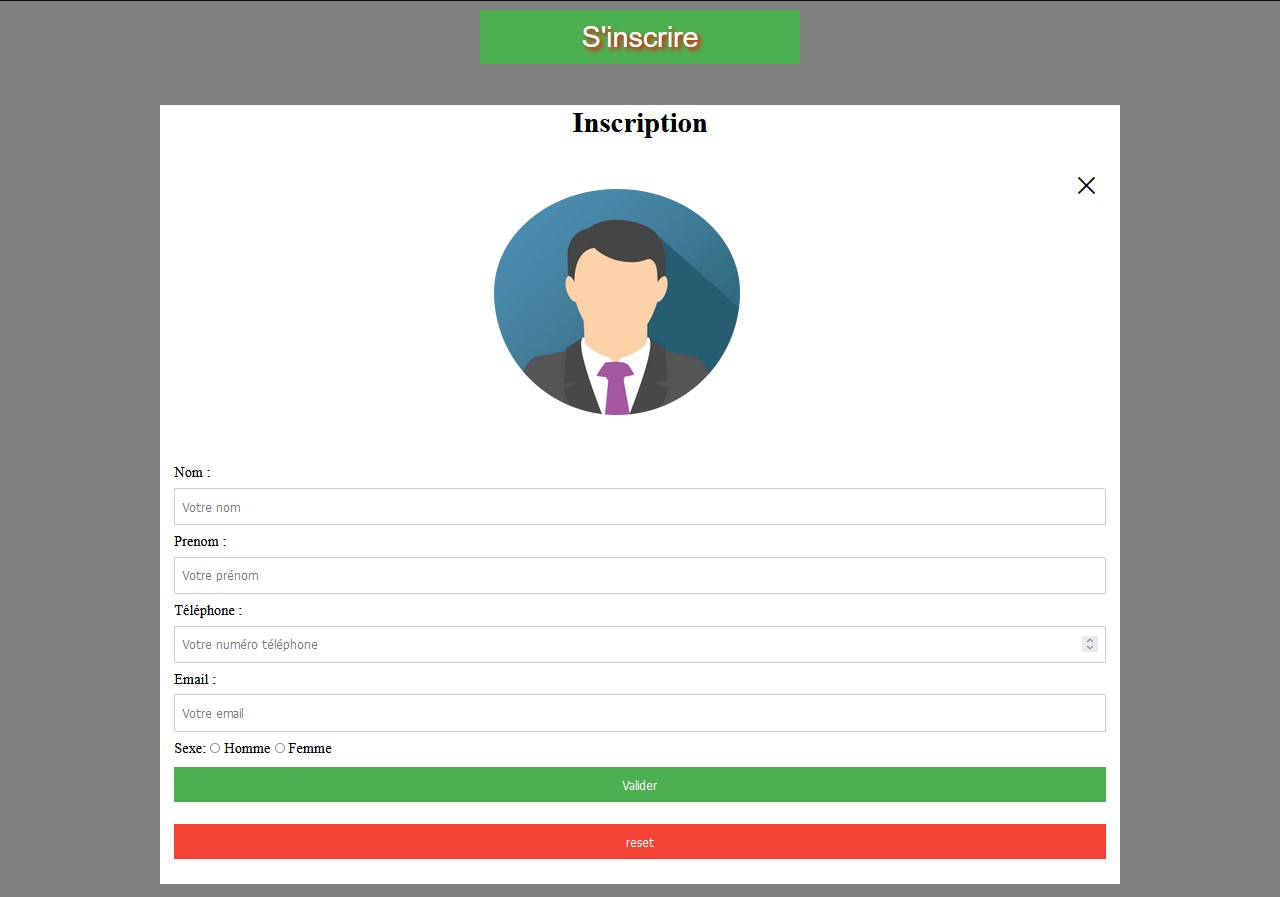 S'inscrire
Inscription
Nom :
Votre nom
Prenom :
Votre prénom
Téléphone :
Votre numéro téléphone
Email :
Votre email
Sexe: Homme Femme
Valider
reset